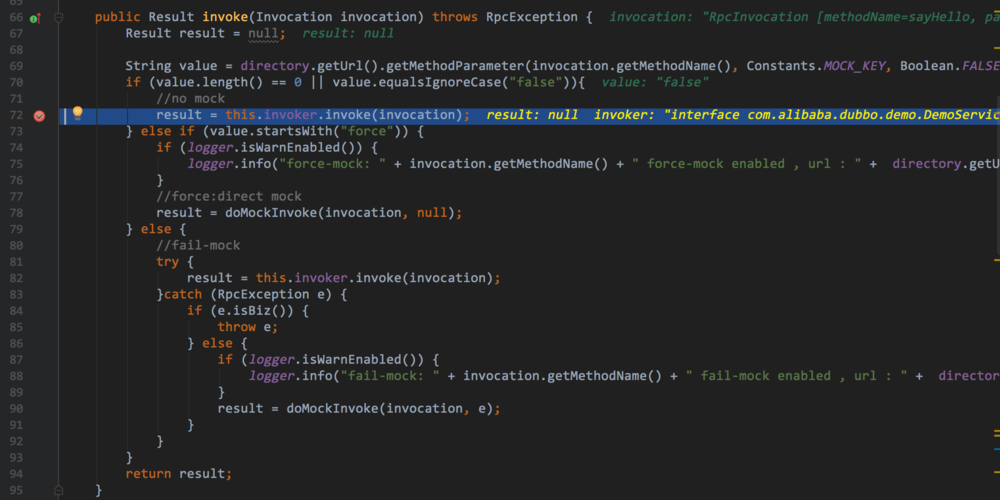 65
66 public Result invoke(Invocation invocation) throws RpcException { invocation: "RpcInvocation [methodName=sayHello, pa
67 Result result = null; result: null
69 String value = directory.getUrl().getMethodParameter(invocation.getMethodName(), Constants.MOCK_KEY, Boolean.FALSE
70 if (value.length() == 0 || value.equalsIgnoreCase("false")){ value: "false"
71 //no mock
72 result = this.invoker.invoke(invocation); result: null invoker: "interface com.alibaba.dubbo.demo.DemoServic
73 } else if (value.startsWith("force")) {
74 if (logger.isWarnEnabled()) {
75 logger.info("force-mock: " + invocation.getMethodName() + " force-mock enabled , url : " + directory.getU
76 }
77 //force:direct mock
78 result = doMockInvoke(invocation, null);
79 } else {
80 //fail-mock
81 try {
82 result = this.invoker.invoke(invocation);
83 }catch (RpcException e) {
84 if (e.isBiz()) {
85 throw e;
86 } else {
87 if (logger.isWarnEnabled()) {
88 logger.info("fail-mock: " + invocation.getMethodName() + " fail-mock enabled , url : " + director
89 }
90 result = doMockInvoke(invocation, e);
91 }
92 }
93 }
94 return result;
95 }